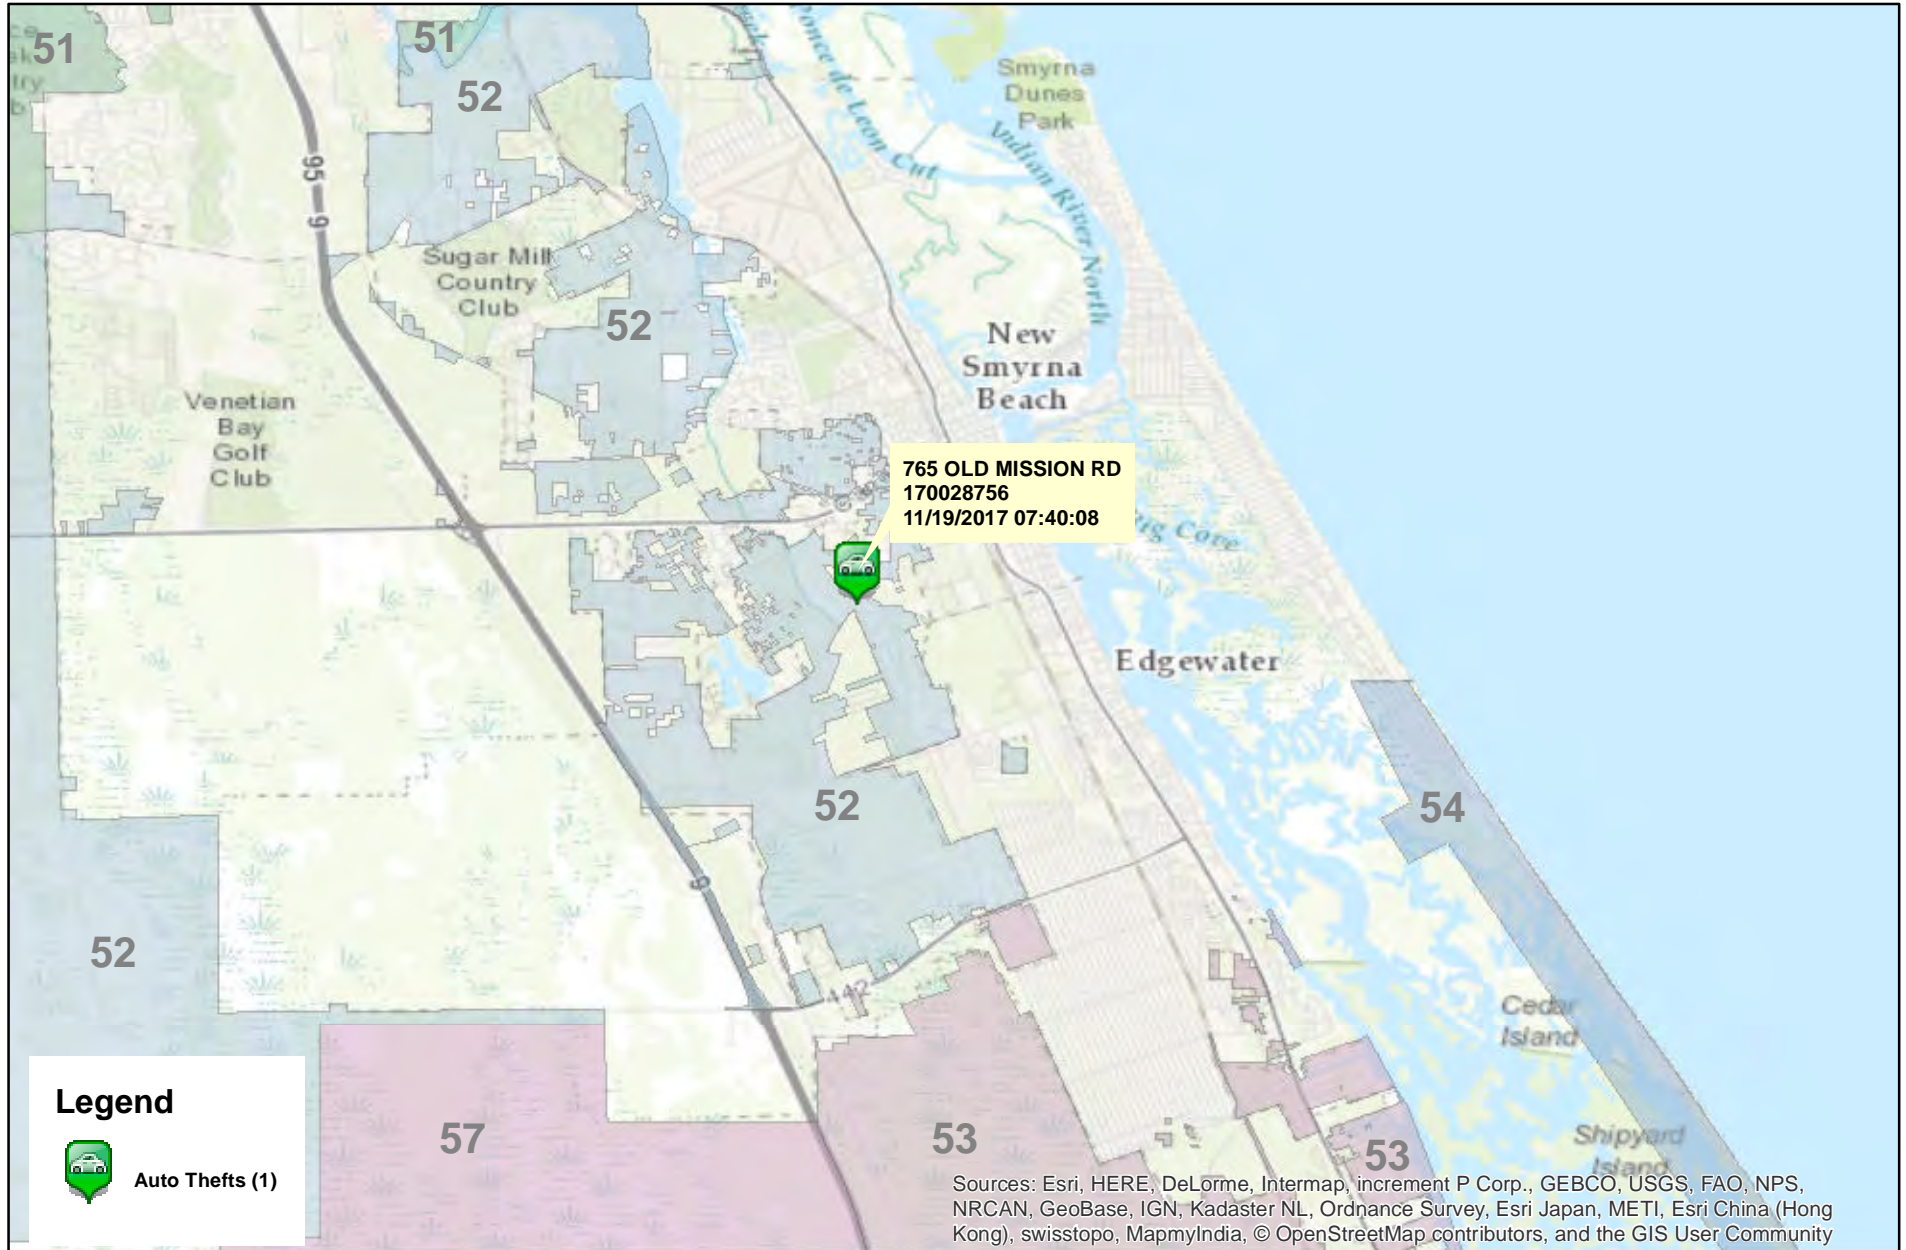 51
51
52
Ponce de Leon Cut
Smyrna
Dunes
Park
Indian River North
95
9
Sugar Mill
Country
Club
52
New
Smyrna
Beach
Venetian
Bay
Golf
Club
765 OLD MISSION RD
170028756
11/19/2017 07:40:08
Big Cove
Edgewater
52
54
9
52
442
Cedar
Island
Legend
Auto Thefts (1)
57
53
53
Shipyard
Island
Sources: Esri, HERE, DeLorme, Intermap, increment P Corp., GEBCO, USGS, FAO, NPS,
NRCAN, GeoBase, IGN, Kadaster NL, Ordnance Survey, Esri Japan, METI, Esri China (Hong
Kong), swisstopo, MapmyIndia, © OpenStreetMap contributors, and the GIS User Community